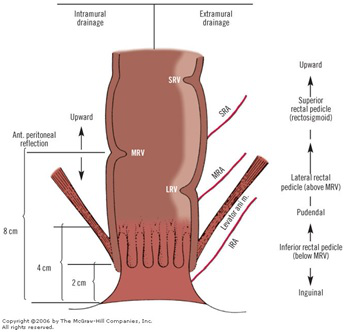 Intramural
drainage
Extramural
drainage
Upward
SRV
Superior
rectal pedicle
(rectosigmoid)
SRA
Upward
Ant. peritoneal
reflection
MRV
MRA
Lateral rectal
pedicle (above MRV)
LRV
Levator ani m.
Pudendal
8 cm
IRA
Inferior rectal pedicle
(below MRV)
4 cm
2 cm
Inguinal
Copyright ©2006 by The McGraw-Hill Companies, Inc.
All rights reserved.